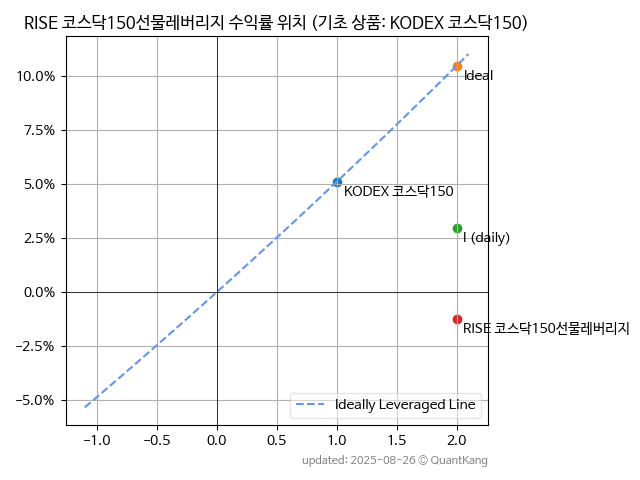 RISE 코스닥150선물레버리지 수익률 위치 (기초 상품: KODEX 코스닥150)
10.0%
7.5%
5.0%
2.5%
0.0%
−2.5%
−5.0%
Ideal
KODEX 코스닥150
I (daily)
RISE 코스닥150선물레버리지
Ideally Leveraged Line
−1.0 −0.5 0.0 0.5 1.0 1.5 2.0
updated: 2025-08-26 © QuantKang